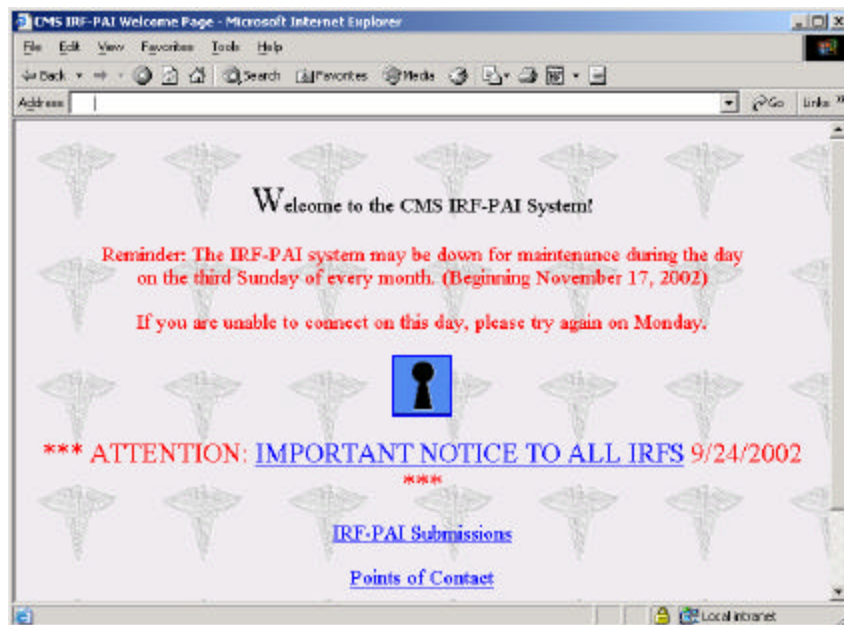 CMS IRF-PAI Welcome Page - Microsoft Internet Explorer
File Edit View Favorites Tools Help
Back Search Favorites Media
Address Go Links »
Welcome to the CMS IRF-PAI System!
Reminder: The IRF-PAI system may be down for maintenance during the day
on the third Sunday of every month. (Beginning November 17, 2002)
If you are unable to connect on this day, please try again on Monday.
*** ATTENTION: IMPORTANT NOTICE TO ALL IRFS 9/24/2002
***
IRF-PAI Submissions
Points of Contact
Local intranet